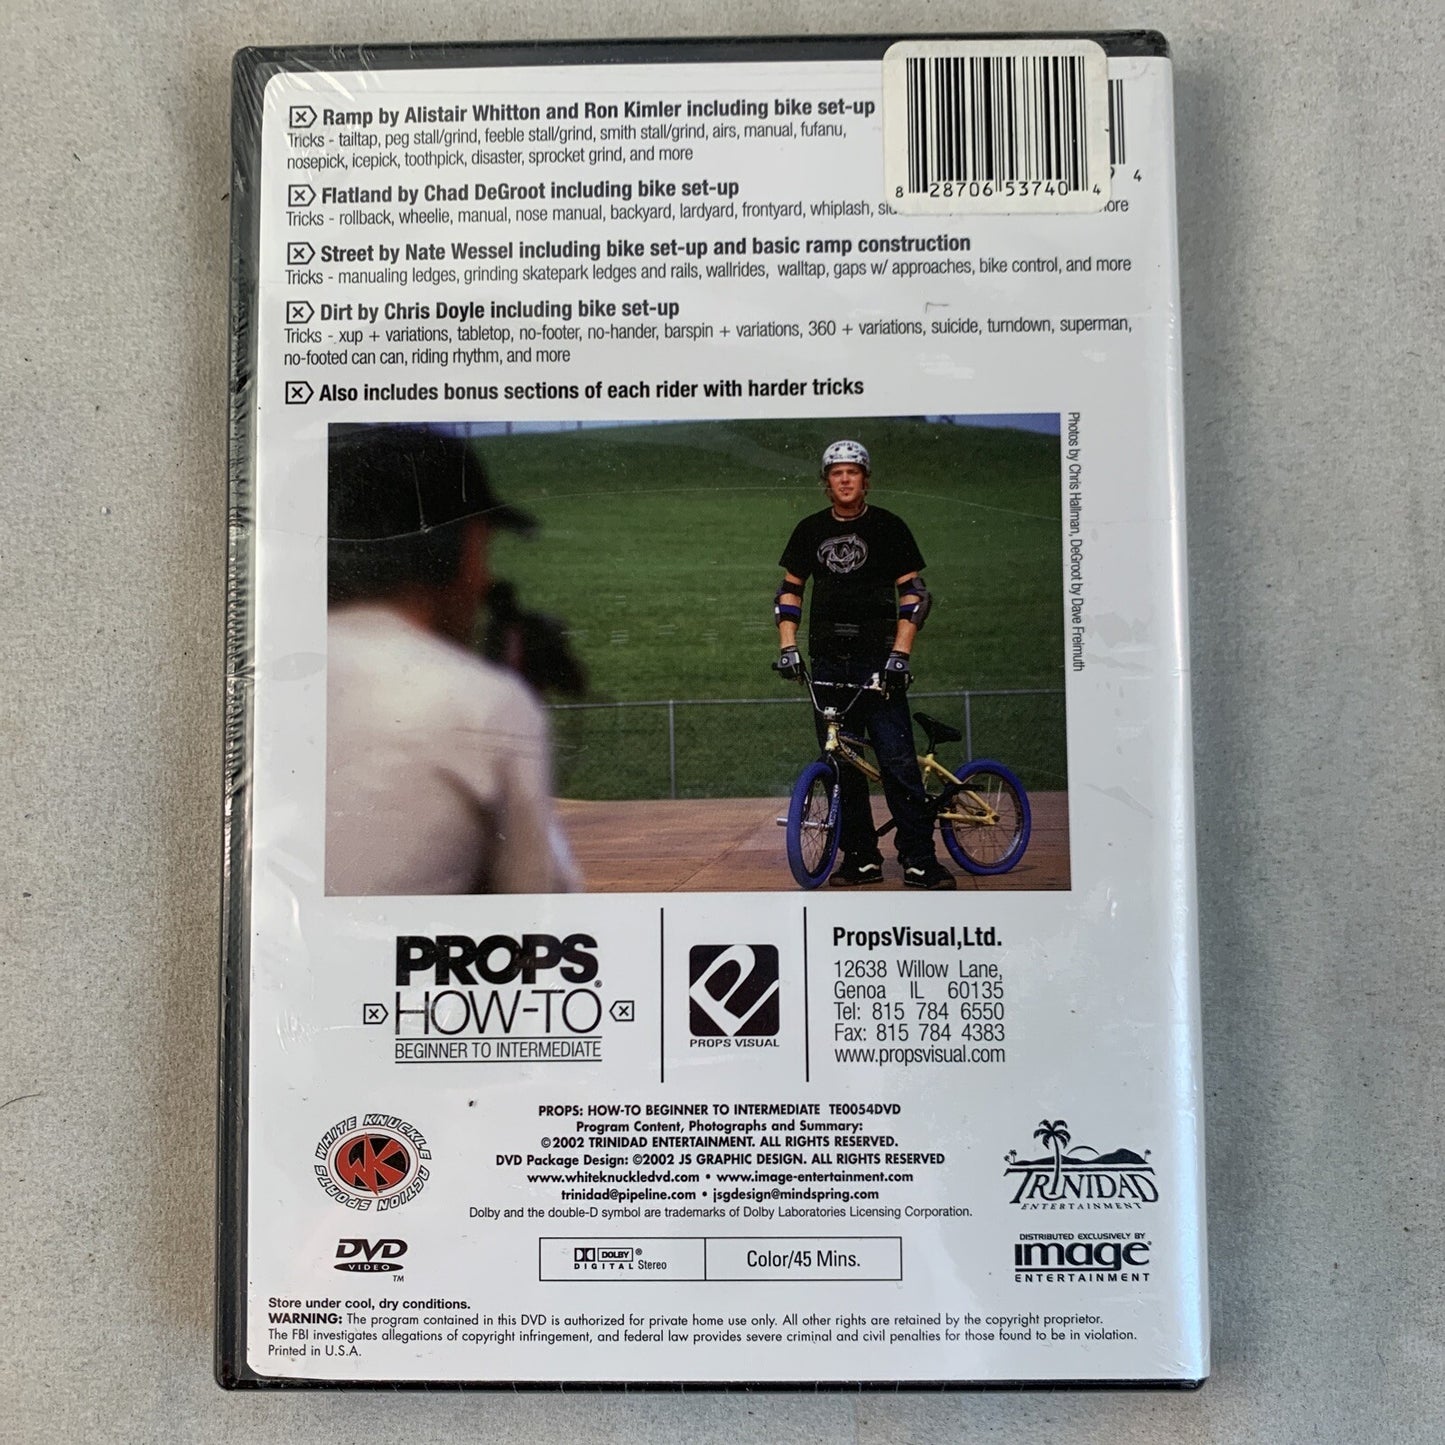 Ramp by Alistair Whitton and Ron Kimler including bike set-up
Tricks - tailtap, peg stall/grind, feeble stall/grind, smith stall/grind, airs, manual, fufanu,
nosepick, icepick, toothpick, disaster, sprocket grind, and more
8 28706 53740 4
4
Flatland by Chad DeGroot including bike set-up
Tricks - rollback, wheelie, manual, nose manual, backyard, lardyard, frontyard, whiplash,
Street by Nate Wessel including bike set-up and basic ramp construction
Tricks - manualing ledges, grinding skatepark ledges and rails, wallrides, walltap, gaps w/ approaches, bike control, and more
Dirt by Chris Doyle including bike set-up
Tricks - xup + variations, tabletop, no-footer, no-hander, barspin + variations, 360 + variations, suicide, turndown, superman,
no-footed can can, riding rhythm, and more
Also includes bonus sections of each rider with harder tricks
Photos by Chris Hallman, DeGroot by Dave Freimuth
PROPS®
HOW-TO
BEGINNER TO INTERMEDIATE
PROPS VISUAL
PropsVisual,Ltd.
12638 Willow Lane,
Genoa IL 60135
Tel: 815 784 6550
Fax: 815 784 4383
www.propsvisual.com
WHITE KNUCKLE ACTION SPORTS
WK
PROPS: HOW-TO BEGINNER TO INTERMEDIATE TE0054DVD
Program Content, Photographs and Summary:
©2002 TRINIDAD ENTERTAINMENT. ALL RIGHTS RESERVED.
DVD Package Design: ©2002 JS GRAPHIC DESIGN. ALL RIGHTS RESERVED
www.whiteknuckledvd.com • www.image-entertainment.com
trinidad@pipeline.com • jsgdesign@mindspring.com
Dolby and the double-D symbol are trademarks of Dolby Laboratories Licensing Corporation.
TRINIDAD
ENTERTAINMENT
DVD
VIDEO
TM
DOLBY®
DIGITAL Stereo
Color/45 Mins.
DISTRIBUTED EXCLUSIVELY BY
image®
ENTERTAINMENT
Store under cool, dry conditions.
WARNING: The program contained in this DVD is authorized for private home use only. All other rights are retained by the copyright proprietor.
The FBI investigates allegations of copyright infringement, and federal law provides severe criminal and civil penalties for those found to be in violation.
Printed in U.S.A.